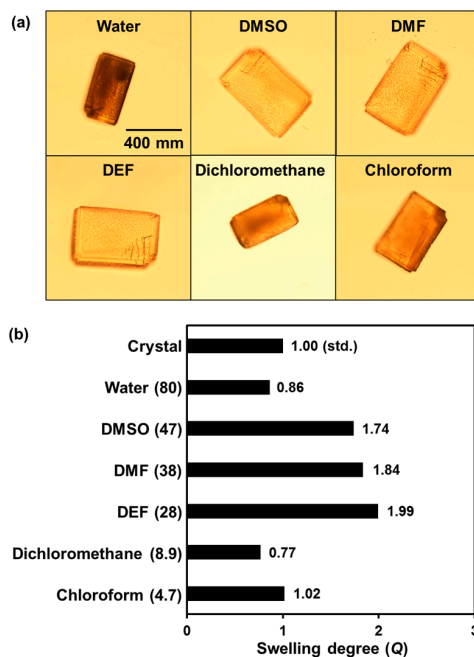 (a)
Water
DMSO
DMF
400 mm
DEF
Dichloromethane
Chloroform
(b)
Crystal
1.00 (std.)
Water (80)
0.86
DMSO (47)
1.74
DMF (38)
1.84
DEF (28)
1.99
Dichloromethane (8.9)
0.77
Chloroform (4.7)
1.02
0 1 2 3
Swelling degree (Q)